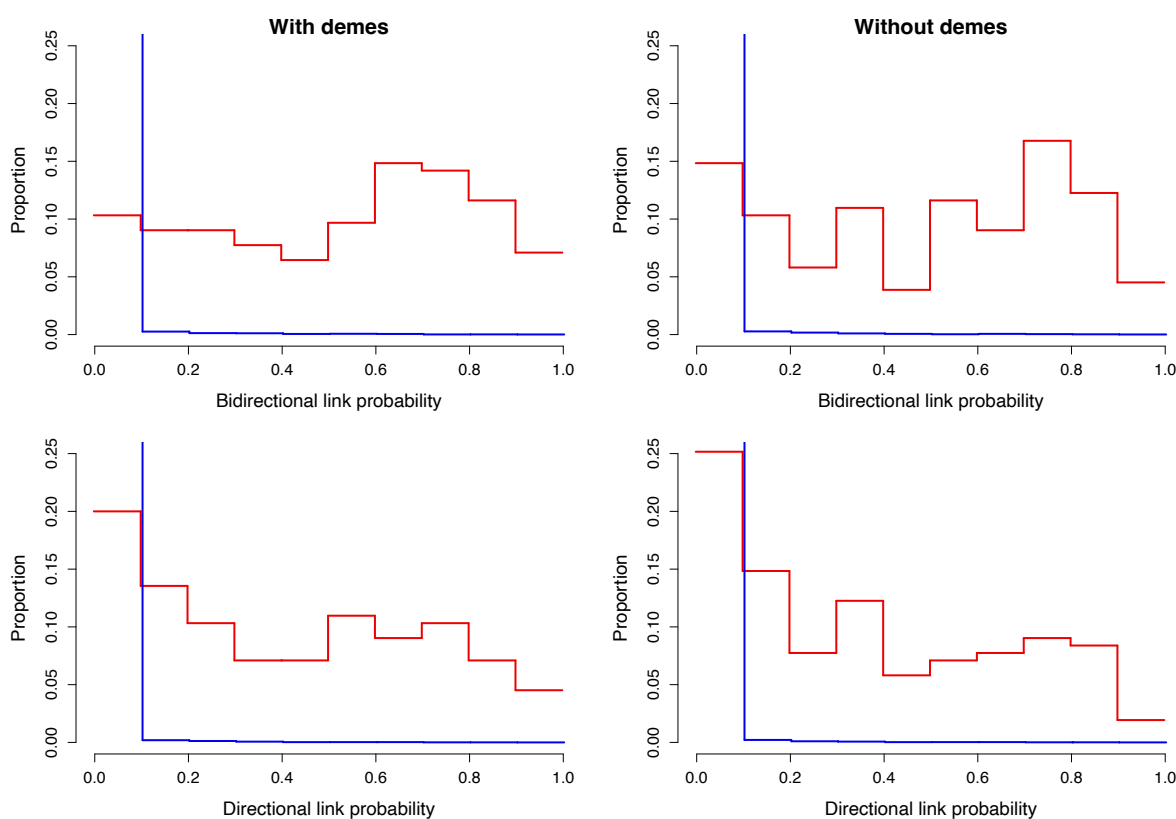 With demes
Proportion
0.00 0.05 0.10 0.15 0.20 0.25
0.0 0.2 0.4 0.6 0.8 1.0
Bidirectional link probability
Without demes
Proportion
0.00 0.05 0.10 0.15 0.20 0.25
0.0 0.2 0.4 0.6 0.8 1.0
Bidirectional link probability
Proportion
0.00 0.05 0.10 0.15 0.20 0.25
0.0 0.2 0.4 0.6 0.8 1.0
Directional link probability
Proportion
0.00 0.05 0.10 0.15 0.20 0.25
0.0 0.2 0.4 0.6 0.8 1.0
Directional link probability